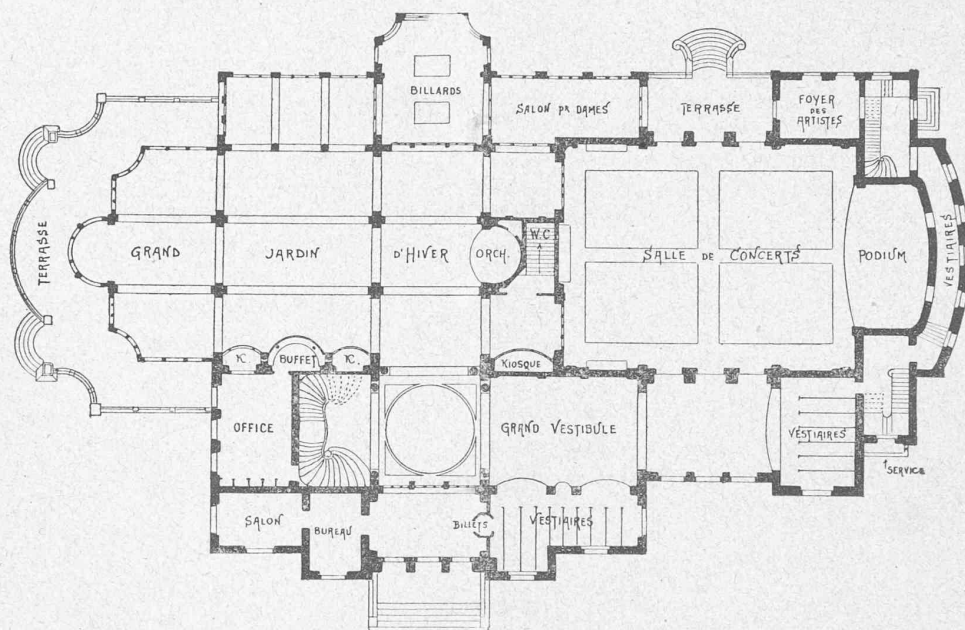 BILLARDS
SALON PR DAMES
TERRASSE
FOYER
DES
ARTISTES
TERRASSE
GRAND
JARDIN
D'HIVER
ORCH.
W.C
SALLE DE CONCERTS
PODIUM
VESTIAIRES
K.
BUFFET
K.
KIOSQUE
OFFICE
GRAND VESTIBULE
VESTIAIRES
SERVICE
SALON
BUREAU
BILLETS
VESTIAIRES